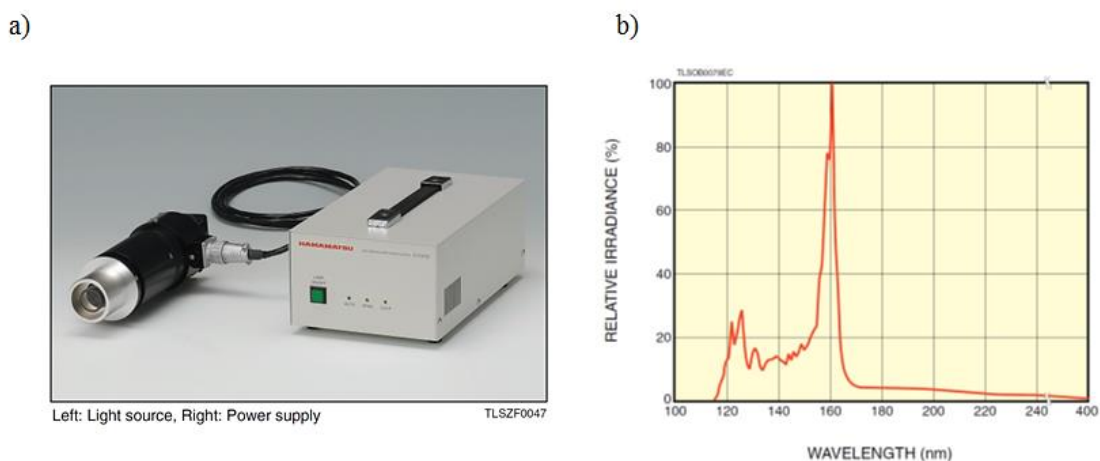 a)
b)
HAMAMATSU
Left: Light source, Right: Power supply
TLSZF0047
TLSOB0079EC
RELATIVE IRRADIANCE (%)
100
80
60
40
20
0
100 120 140 160 180 200 220 240 400
WAVELENGTH (nm)